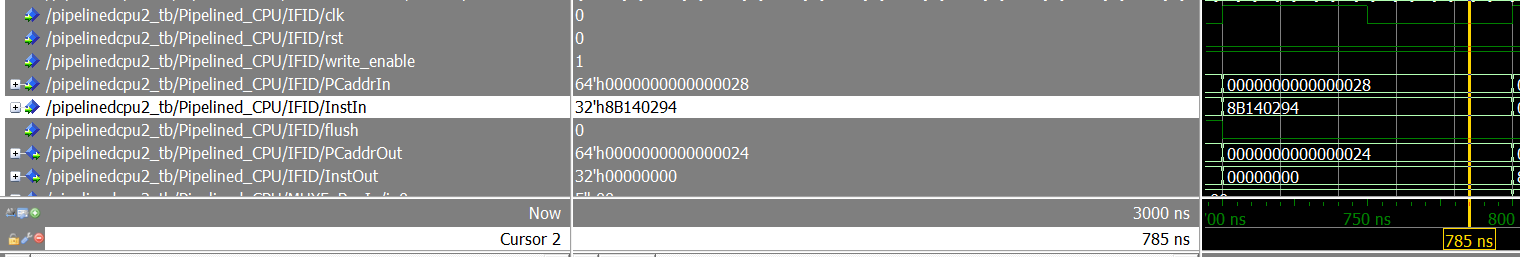 /pipelinedcpu2_tb/Pipelined_CPU/IFID/clk 0
/pipelinedcpu2_tb/Pipelined_CPU/IFID/rst 0
/pipelinedcpu2_tb/Pipelined_CPU/IFID/write_enable 1
/pipelinedcpu2_tb/Pipelined_CPU/IFID/PCaddrIn 64'h0000000000000028 0000000000000028
/pipelinedcpu2_tb/Pipelined_CPU/IFID/InstIn 32'h8B140294 8B140294
/pipelinedcpu2_tb/Pipelined_CPU/IFID/flush 0
/pipelinedcpu2_tb/Pipelined_CPU/IFID/PCaddrOut 64'h0000000000000024 0000000000000024
/pipelinedcpu2_tb/Pipelined_CPU/IFID/InstOut 32'h00000000 00000000
Now 3000 ns 00 ns 750 ns 800
Cursor 2 785 ns 785 ns